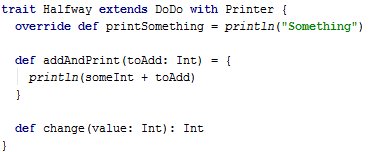 trait Halfway extends DoDo with Printer {
override def printSomething = println("Something")
def addAndPrint(toAdd: Int) = {
println(someInt + toAdd)
}
def change(value: Int): Int
}